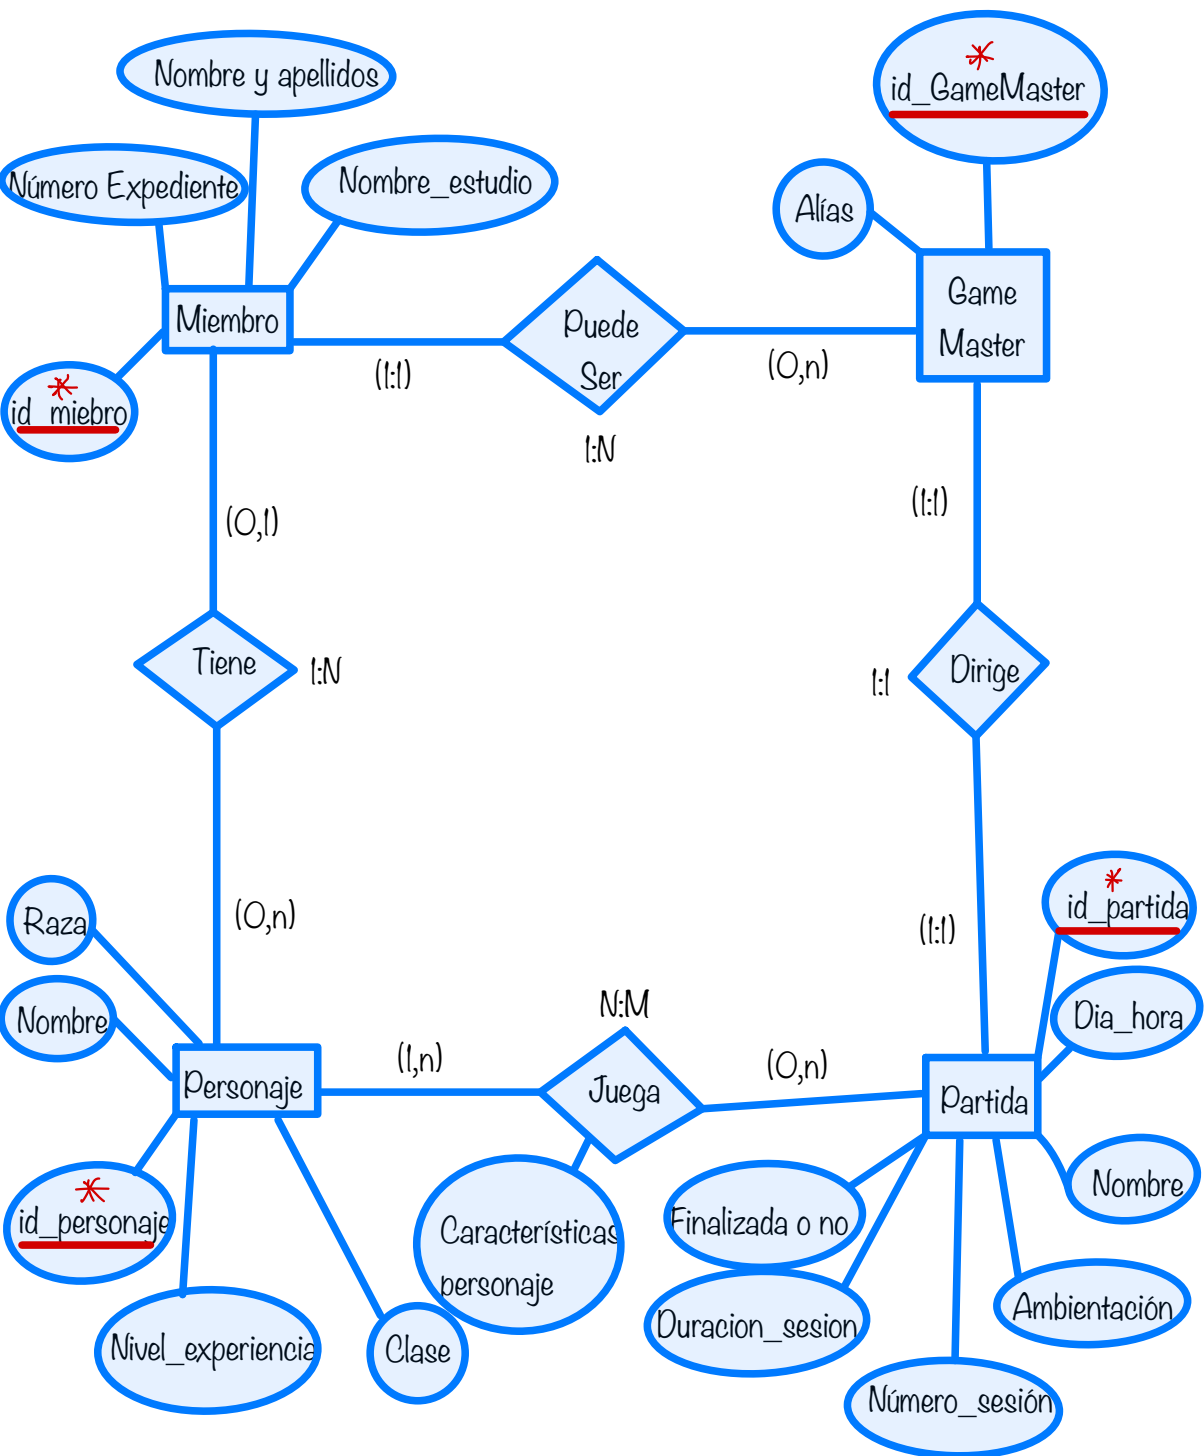 Nombre y apellidos
Número Expediente
Nombre_estudio
*
id_GameMaster
Alías
Miembro
Puede
Ser
Game
Master
(1:1)
(0,n)
*
id_miebro
1:N
(0,1)
(1:1)
Tiene
1:N
1:1
Dirige
Raza
(0,n)
(1:1)
*
id_partida
Nombre
Dia_hora
N:M
Personaje
(1,n)
Juega
(0,n)
Partida
*
id_personaje
Características
personaje
Finalizada o no
Nombre
Nivel_experiencia
Clase
Duracion_sesion
Ambientación
Número_sesión